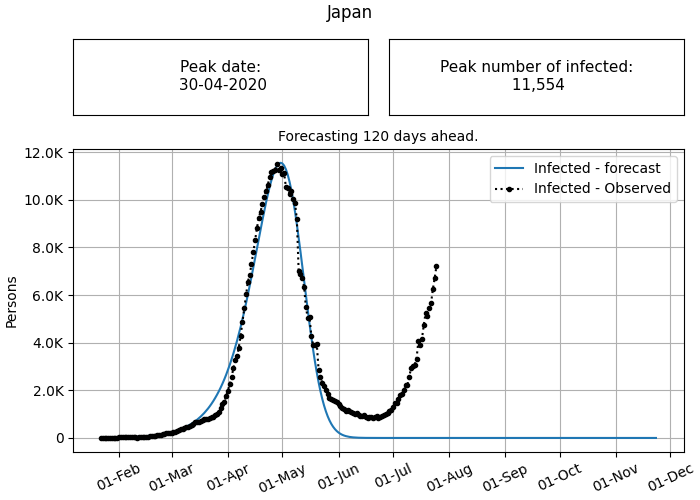 Japan
Peak date:
30-04-2020
Peak number of infected:
11,554
Forecasting 120 days ahead.
12.0K
10.0K
8.0K
6.0K
4.0K
2.0K
0
Persons
Infected - forecast
Infected - Observed
01-Feb
01-Mar
01-Apr
01-May
01-Jun
01-Jul
01-Aug
01-Sep
01-Oct
01-Nov
01-Dec